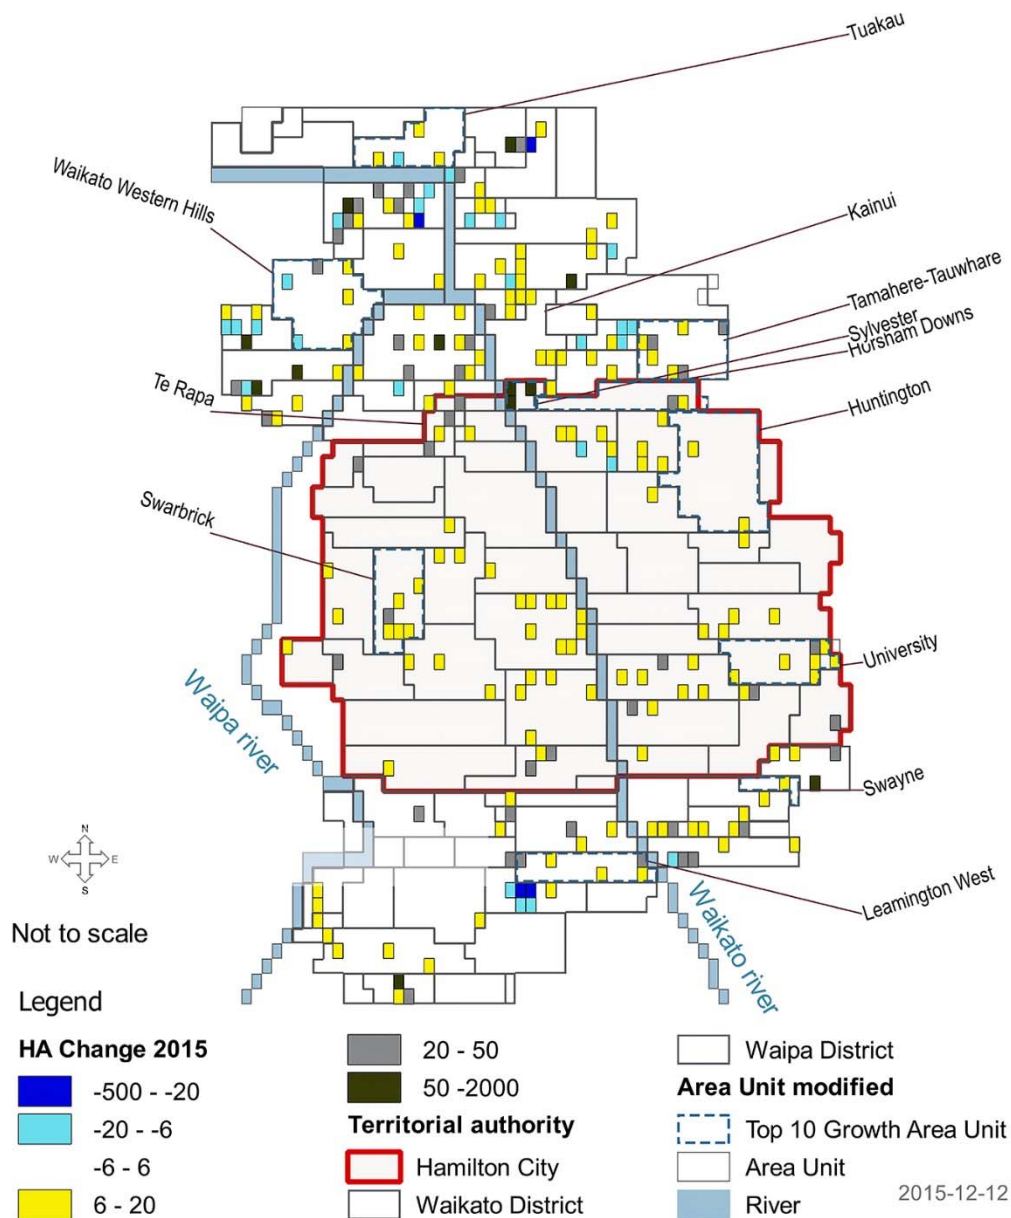 Tuakau
Waikato Western Hills
Kainui
Tamahere-Tauwhare
Sylvester
Horsham Downs
Te Rapa
Huntington
Swarbrick
University
Waipa river
Swayne
N
W E
S
Leamington West
Waikato river
Not to scale
Legend
HA Change 2015
-500 - -20
-20 - -6
-6 - 6
6 - 20
20 - 50
50 -2000
Territorial authority
Hamilton City
Waikato District
Waipa District
Area Unit modified
Top 10 Growth Area Unit
Area Unit
River
2015-12-12